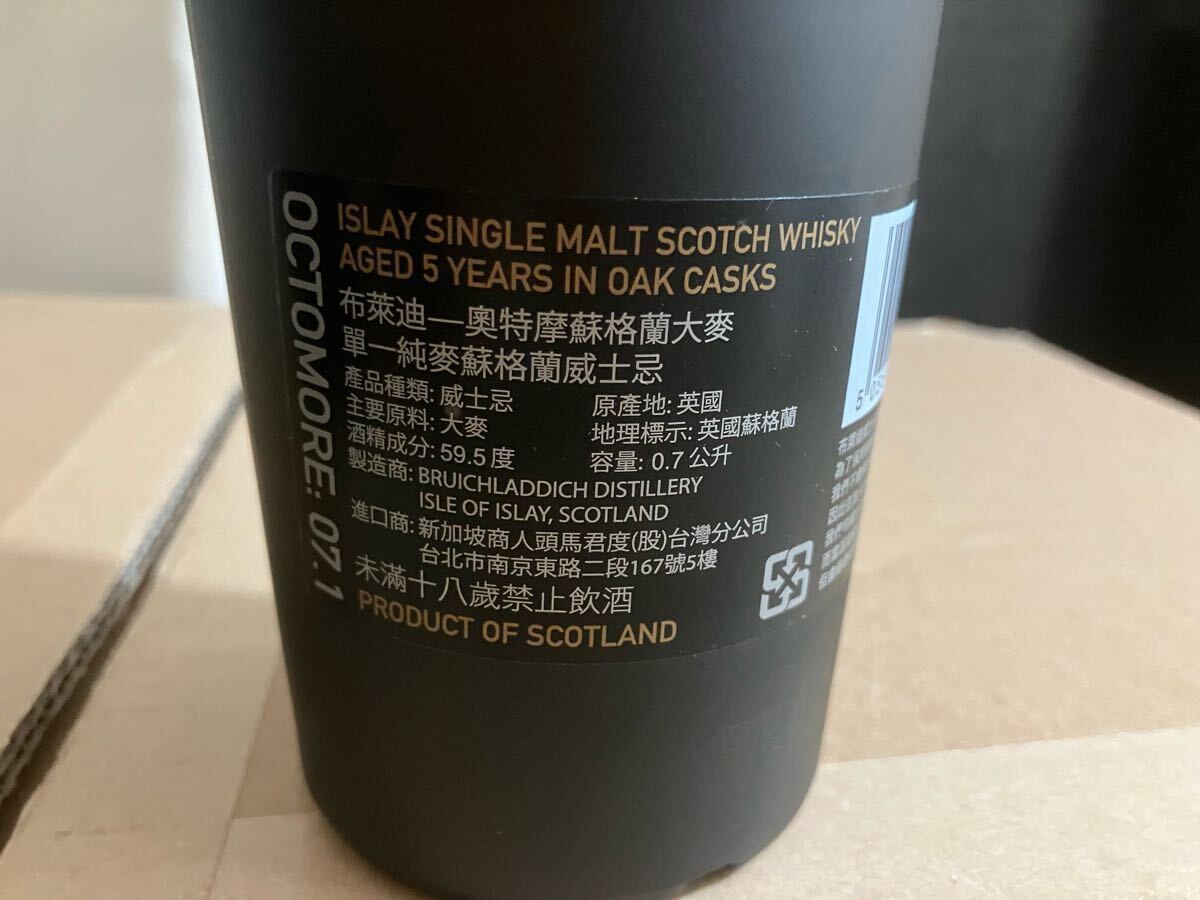 OCTOMORE: 07.1
ISLAY SINGLE MALT SCOTCH WHISKY
AGED 5 YEARS IN OAK CASKS
布萊迪—奧特摩蘇格蘭大麥
單一純麥蘇格蘭威士忌
產品種類: 威士忌 原產地: 英國
主要原料: 大麥 地理標示: 英國蘇格蘭
酒精成分: 59.5度 容量: 0.7公升
製造商: BRUICHLADDICH DISTILLERY
ISLE OF ISLAY, SCOTLAND
進口商: 新加坡商人頭馬君度(股)台灣分公司
台北市南京東路二段167號5樓
未滿十八歲禁止飲酒
PRODUCT OF SCOTLAND